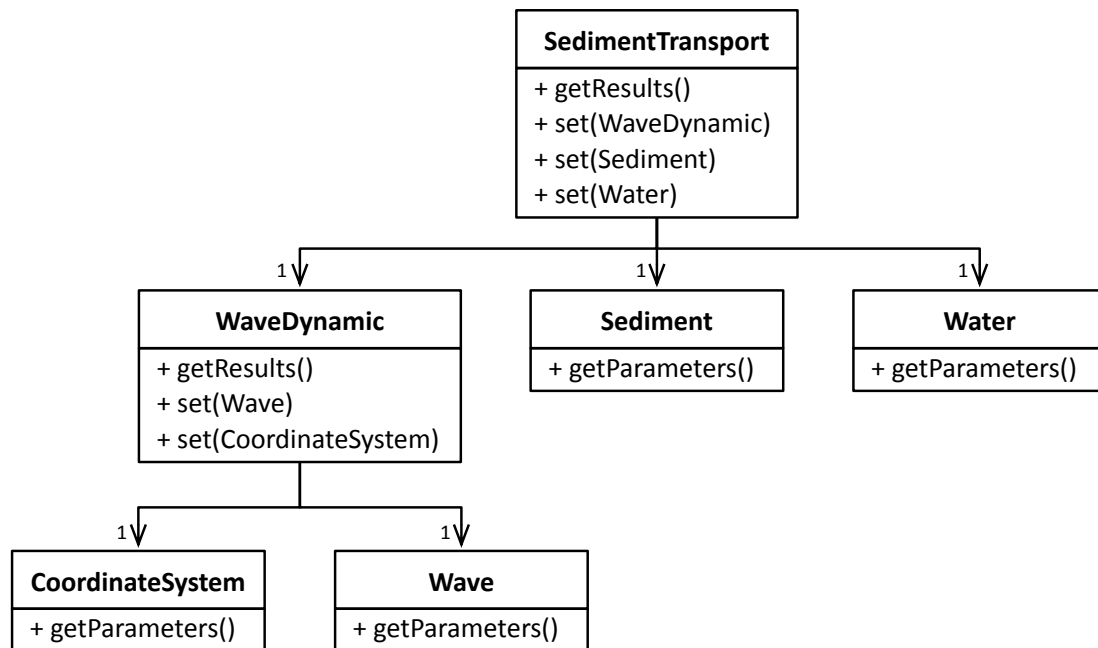 SedimentTransport
+ getResults()
+ set(WaveDynamic)
+ set(Sediment)
+ set(Water)
1
1
1
WaveDynamic
+ getResults()
+ set(Wave)
+ set(CoordinateSystem)
Sediment
+ getParameters()
Water
+ getParameters()
1
1
CoordinateSystem
+ getParameters()
Wave
+ getParameters()